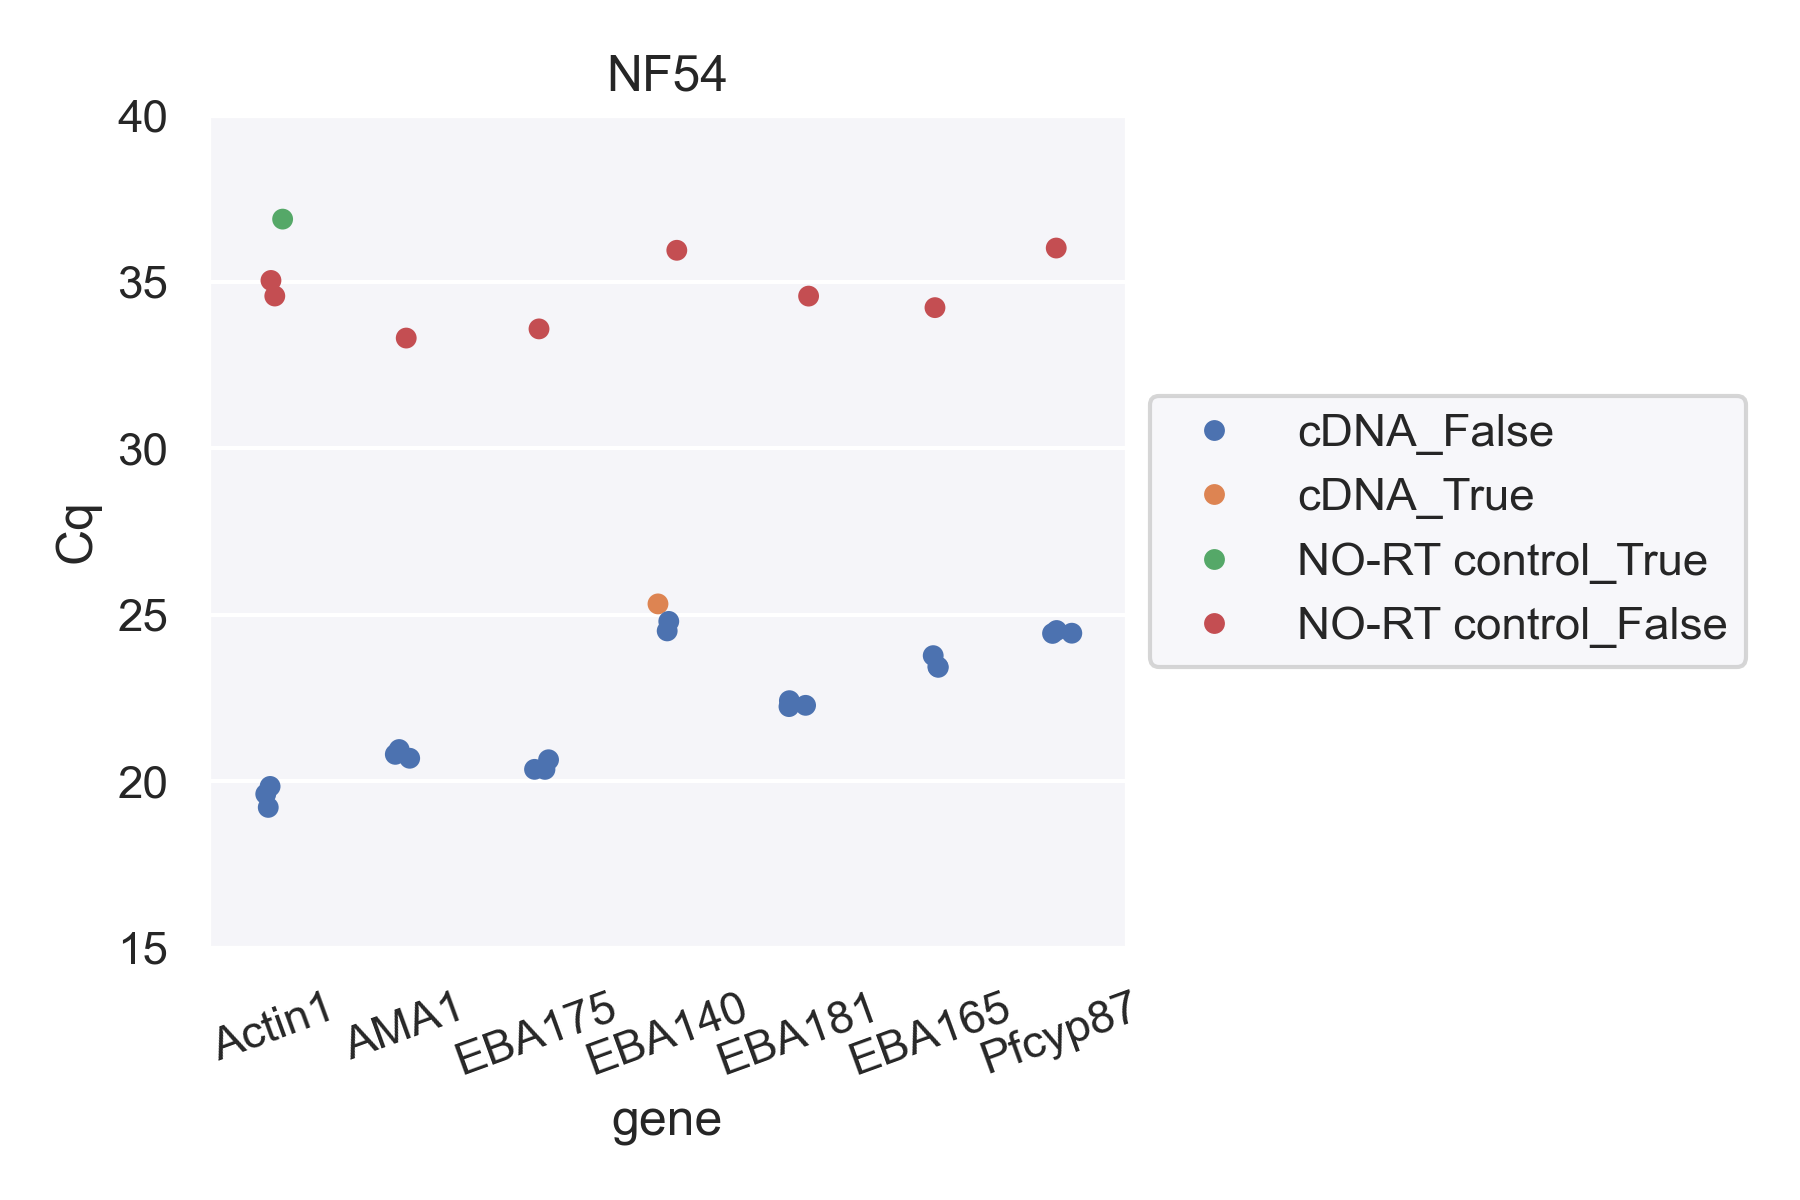 NF54
40
35
30
25
20
15
Cq
Actin1
AMA1
EBA175
EBA140
EBA181
EBA165
Pfcyp87
gene
cDNA_False
cDNA_True
NO-RT control_True
NO-RT control_False